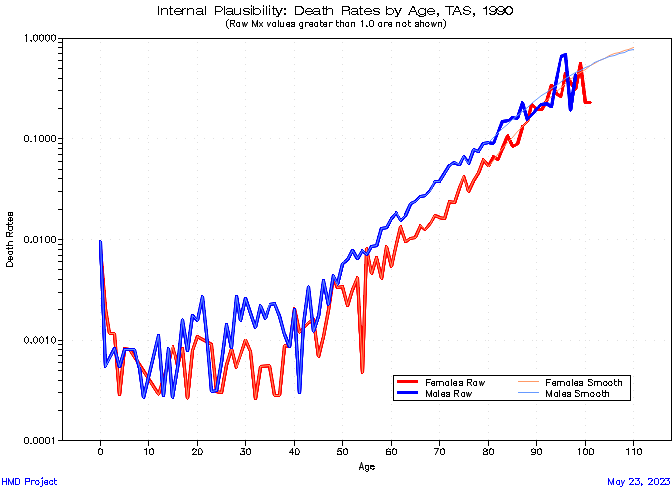 Internal Plausibility: Death Rates by Age, TAS, 1990
(Raw Mx values greater than 1.0 are not shown)
1.0000
0.1000
0.0100
0.0010
0.0001
Death Rates
0 10 20 30 40 50 60 70 80 90 100 110
Age
Females Raw Females Smooth
Males Raw Males Smooth
HMD Project May 23, 2023